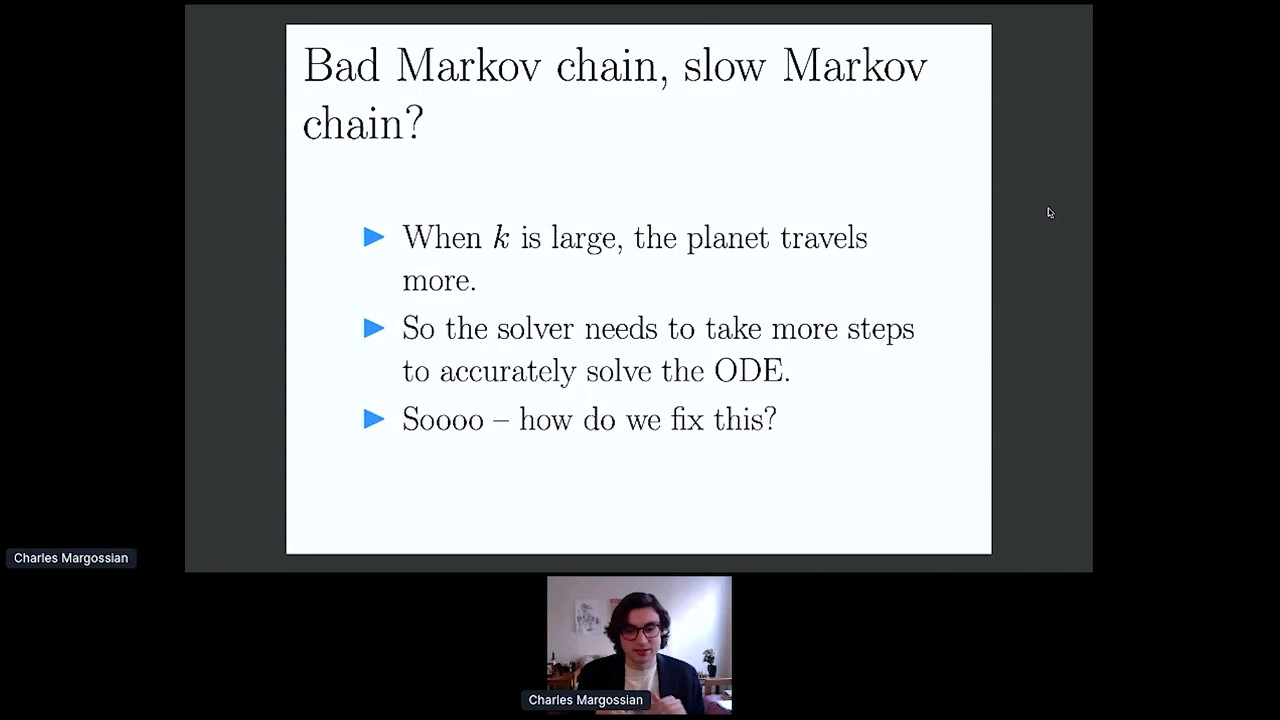 Bad Markov chain, slow Markov
chain?
When k is large, the planet travels
more.
So the solver needs to take more steps
to accurately solve the ODE.
Soooo – how do we fix this?
Charles Margossian
Charles Margossian